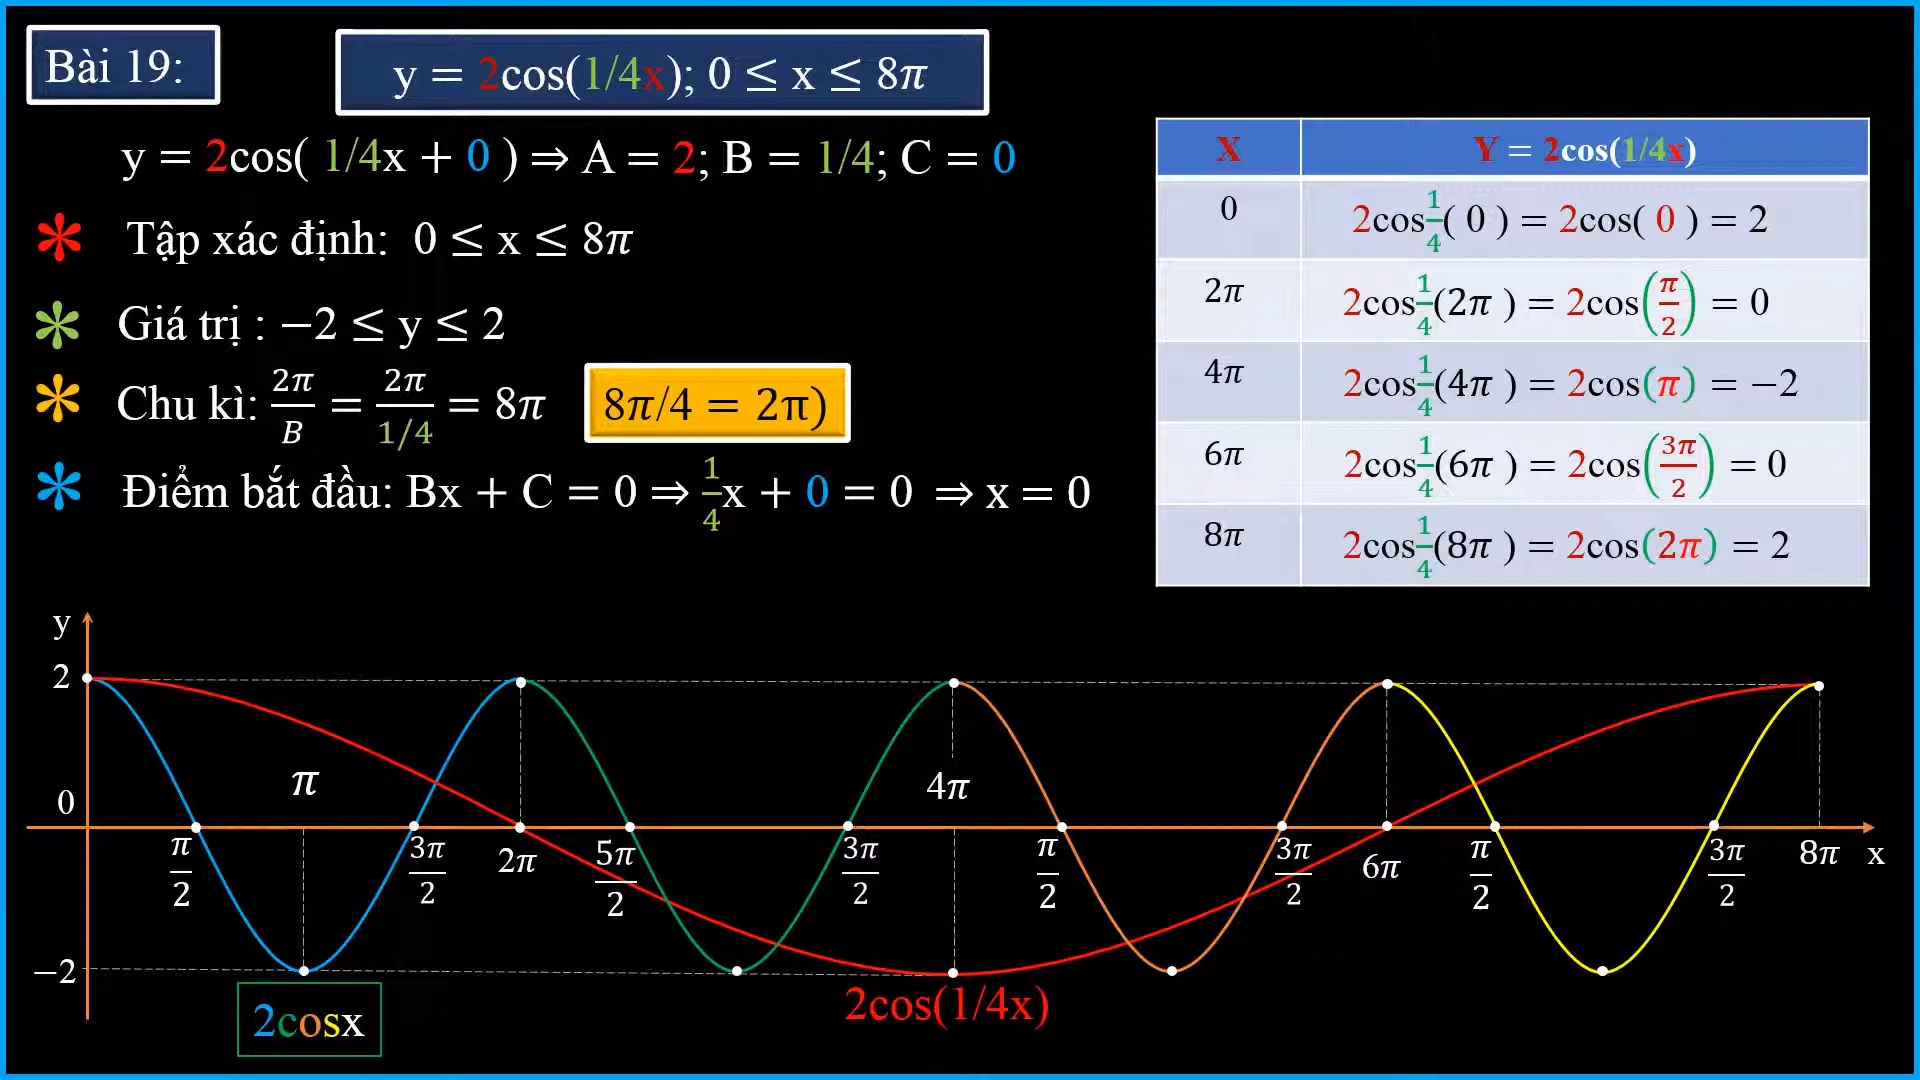 Bài 19:
y = 2cos(1/4x); 0 ≤ x ≤ 8π
y = 2cos( 1/4x + 0 ) ⇒ A = 2; B = 1/4; C = 0
* Tập xác định: 0 ≤ x ≤ 8π
* Giá trị : −2 ≤ y ≤ 2
* Chu kì: 2π/B = 2π/1/4 = 8π
8π/4 = 2π)
* Điểm bắt đầu: Bx + C = 0 ⇒ 1/4x + 0 = 0 ⇒ x = 0
X Y = 2cos(1/4x)
0 2cos1/4( 0 ) = 2cos( 0 ) = 2
2π 2cos1/4(2π ) = 2cos(π/2) = 0
4π 2cos1/4(4π ) = 2cos(π) = −2
6π 2cos1/4(6π ) = 2cos(3π/2) = 0
8π 2cos1/4(8π ) = 2cos(2π) = 2
y
2
π 4π
0
π/2 3π/2 2π 5π/2 3π/2 π/2 3π/2 6π π/2 3π/2 8π x
−2
2cosx
2cos(1/4x)